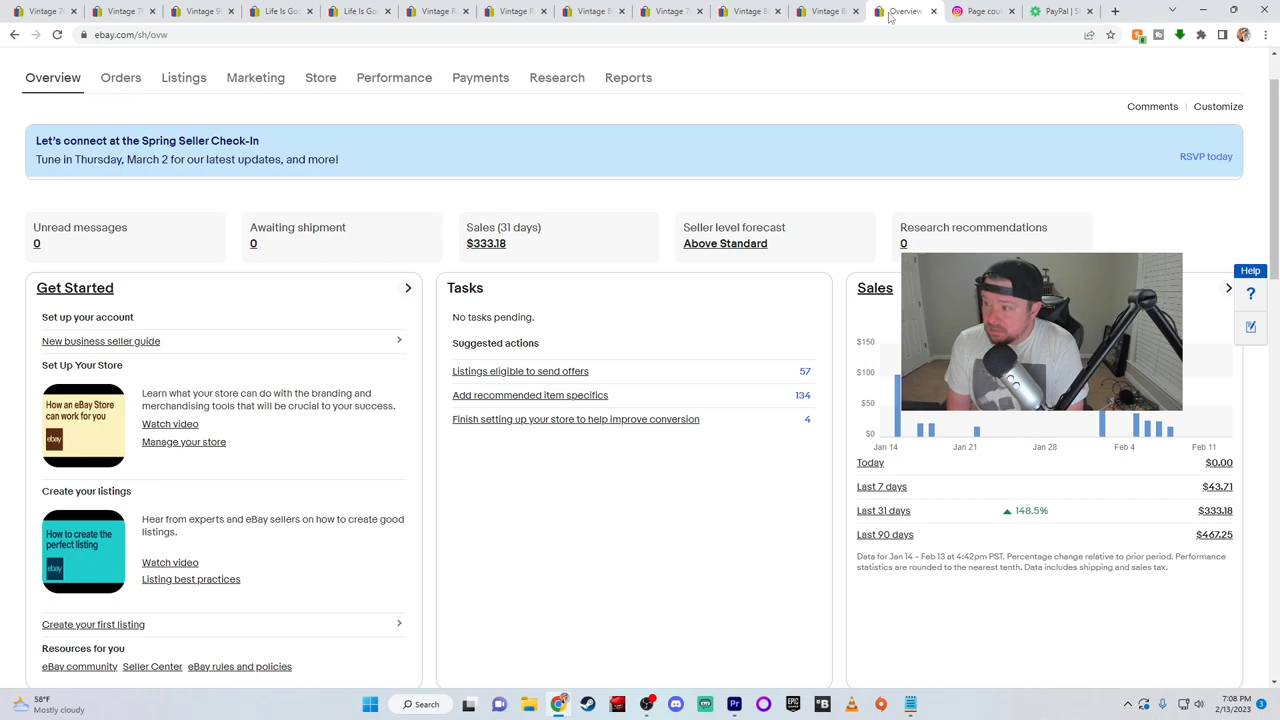 Vintage 7
Vintage 7
Vintage 9
Life Is Goo
Life Is Goo
Vintage R
Vintage R
Vintage B
Vintage 7
Vintage B
Vintage B
Overview
Page cou
PayPal | S
ebay.com/sh/ovw
Overview
Orders
Listings
Marketing
Store
Performance
Payments
Research
Reports
Comments
Customize
Let's connect at the Spring Seller Check-In
Tune in Thursday, March 2 for our latest updates, and more!
RSVP today
Unread messages
0
Awaiting shipment
0
Sales (31 days)
$333.18
Seller level forecast
Above Standard
Research recommendations
0
Get Started
Set up your account
New business seller guide
Set Up Your Store
How an eBay Store
can work for you
ebay
Learn what your store can do with the branding and
merchandising tools that will be crucial to your success.
Watch video
Manage your store
Create your listings
How to create the
perfect listing
ebay
Hear from experts and eBay sellers on how to create good
listings.
Watch video
Listing best practices
Create your first listing
Resources for you
eBay community Seller Center eBay rules and policies
Tasks
No tasks pending.
Suggested actions
Listings eligible to send offers 57
Add recommended item specifics 134
Finish setting up your store to help improve conversion 4
Sales
$150
$100
$50
$0
Jan 14 Jan 21 Jan 28 Feb 4 Feb 11
Today $0.00
Last 7 days $43.71
Last 31 days 148.5% $333.18
Last 90 days $467.25
Data for Jan 14 - Feb 13 at 4:42pm PST. Percentage change relative to prior period. Performance
statistics are rounded to the nearest tenth. Data includes shipping and sales tax.
Help
?
58°F
Mostly cloudy
Search
Pr
7:08 PM
2/13/2023